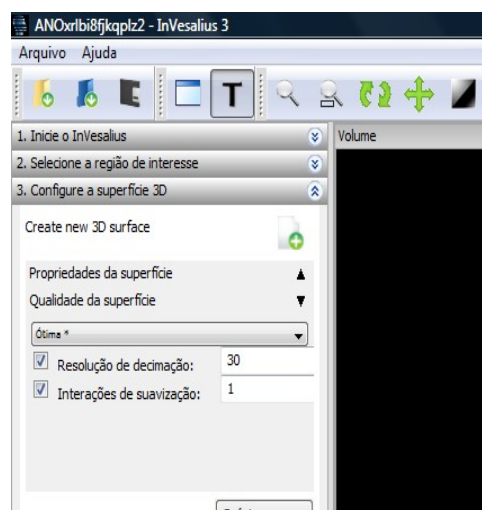 ANOxrlbi8fjkqplz2 - InVesalius 3
Arquivo Ajuda
T
1. Inicie o InVesalius
Volume
2. Selecione a região de interesse
3. Configure a superfície 3D
Create new 3D surface
Propriedades da superfície
Qualidade da superfície
Ótima *
Resolução de decimação: 30
Interações de suavização: 1